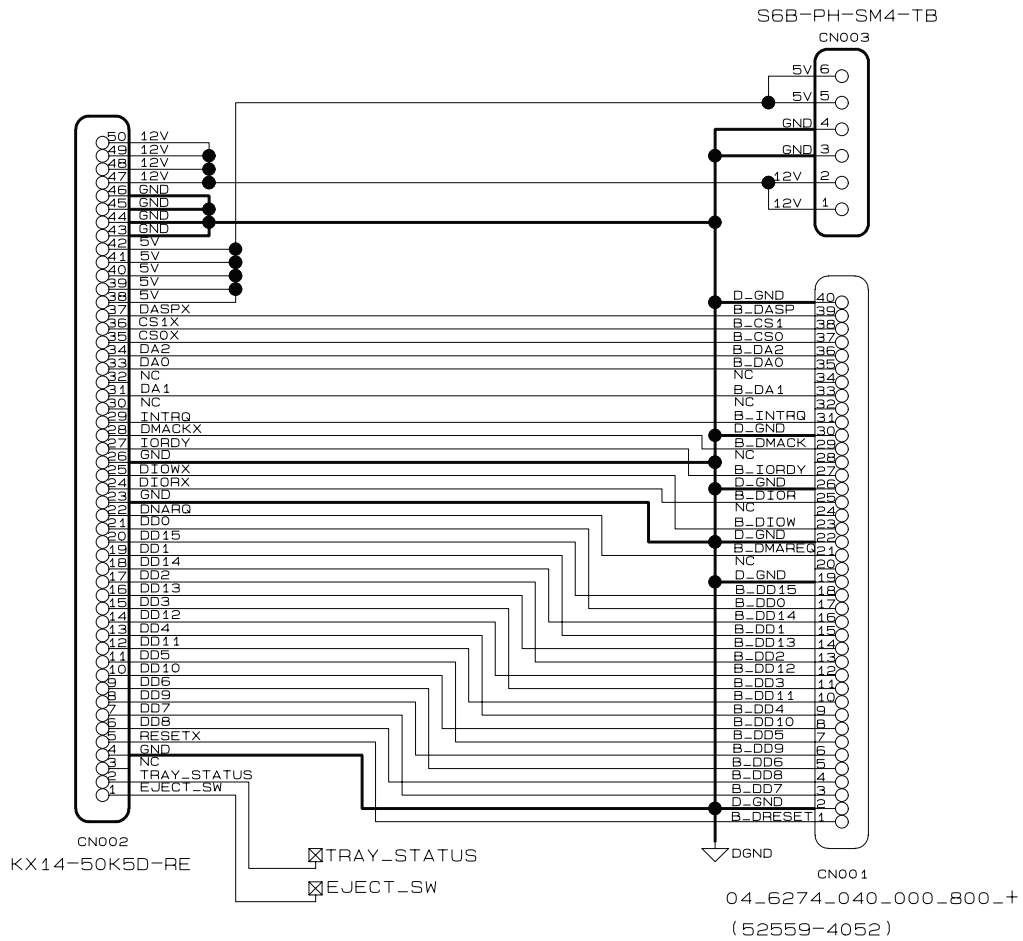 S6B-PH-SM4-TB
CN003
5V 6
5V 5
GND 4
GND 3
12V 2
12V 1
50 12V
49 12V
48 12V
47 12V
46 GND
45 GND
44 GND
43 GND
42 5V
41 5V
40 5V
39 5V
38 5V
37 DASPX
36 CS1X
35 CS0X
34 DA2
33 DA0
32 NC
31 DA1
30 NC
29 INTRQ
28 DMACKX
27 IORDY
26 GND
25 DIOWX
24 DIORX
23 GND
22 DNARQ
21 DD0
20 DD15
19 DD1
18 DD14
17 DD2
16 DD13
15 DD3
14 DD12
13 DD4
12 DD11
11 DD5
10 DD10
9 DD6
8 DD9
7 DD7
6 DD8
5 RESETX
4 GND
3 NC
2 TRAY_STATUS
1 EJECT_SW
CN002
KX14-50K5D-RE
D_GND 40
B_DASP 39
B_CS1 38
B_CS0 37
B_DA2 36
B_DA0 35
NC 34
B_DA1 33
NC 32
B_INTRQ 31
D_GND 30
B_DMACK 29
NC 28
B_IORDY 27
D_GND 26
B_DIOR 25
NC 24
B_DIOW 23
D_GND 22
B_DMAREQ 21
NC 20
D_GND 19
B_DD15 18
B_DD0 17
B_DD14 16
B_DD1 15
B_DD13 14
B_DD2 13
B_DD12 12
B_DD3 11
B_DD11 10
B_DD4 9
B_DD10 8
B_DD5 7
B_DD9 6
B_DD6 5
B_DD8 4
B_DD7 3
D_GND 2
B_DRESET 1
TRAY_STATUS
EJECT_SW
DGND
CN001
04_6274_040_000_800_+
(52559-4052)